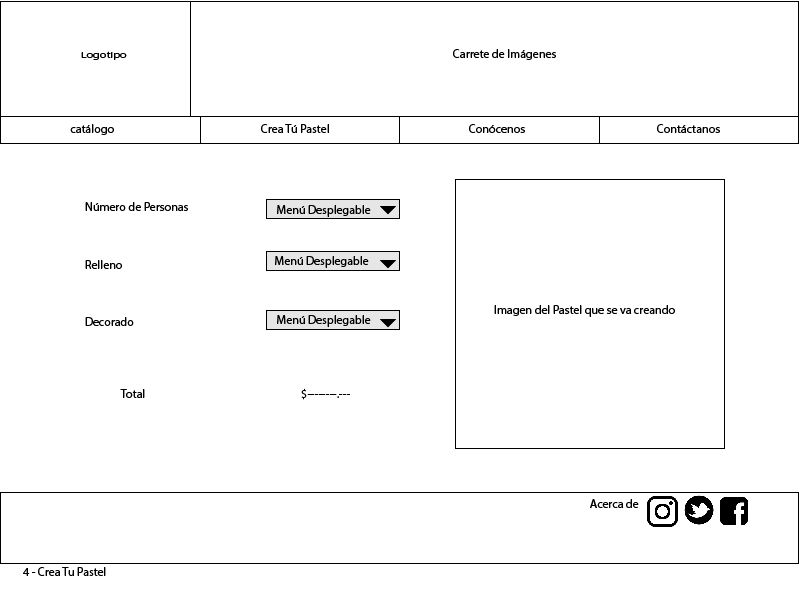 Logotipo
Carrete de Imágenes
catálogo
Crea Tú Pastel
Conócenos
Contáctanos
Número de Personas
Menú Desplegable
Relleno
Menú Desplegable
Decorado
Menú Desplegable
Imagen del Pastel que se va creando
Total
$--------.---
Acerca de
4 - Crea Tu Pastel